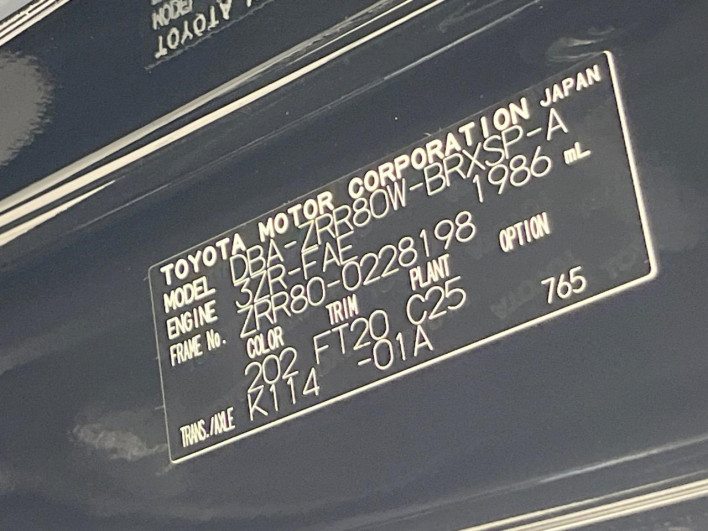 TOYOTA MOTOR CORPORATION JAPAN
MODEL DBA-ZRR80W-BRXSP-A
ENGINE 3ZR-FAE 1986 mL
FRAME No. ZRR80-0228198
COLOR TRIM PLANT OPTION
202 FT20 C25 765
TRANS./AXLE K114 -01A